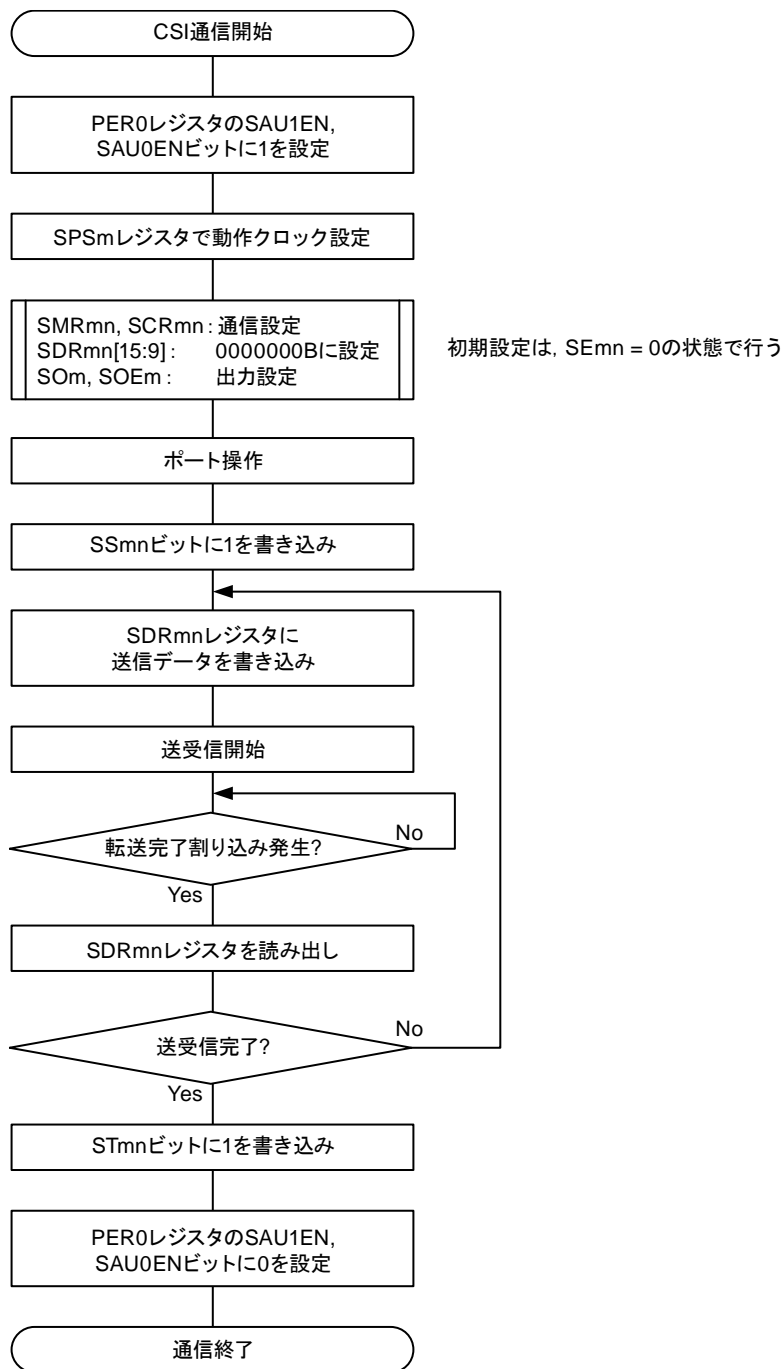 CSI通信開始
PER0レジスタのSAU1EN,
SAU0ENビットに1を設定
SPSmレジスタで動作クロック設定
SMRmn, SCRmn : 通信設定
SDRmn[15:9] : 0000000Bに設定
SOm, SOEm : 出力設定
初期設定は, SEmn = 0の状態で行う
ポート操作
SSmnビットに1を書き込み
SDRmnレジスタに
送信データを書き込み
送受信開始
転送完了割り込み発生?
No
Yes
SDRmnレジスタを読み出し
送受信完了?
No
Yes
STmnビットに1を書き込み
PER0レジスタのSAU1EN,
SAU0ENビットに0を設定
通信終了